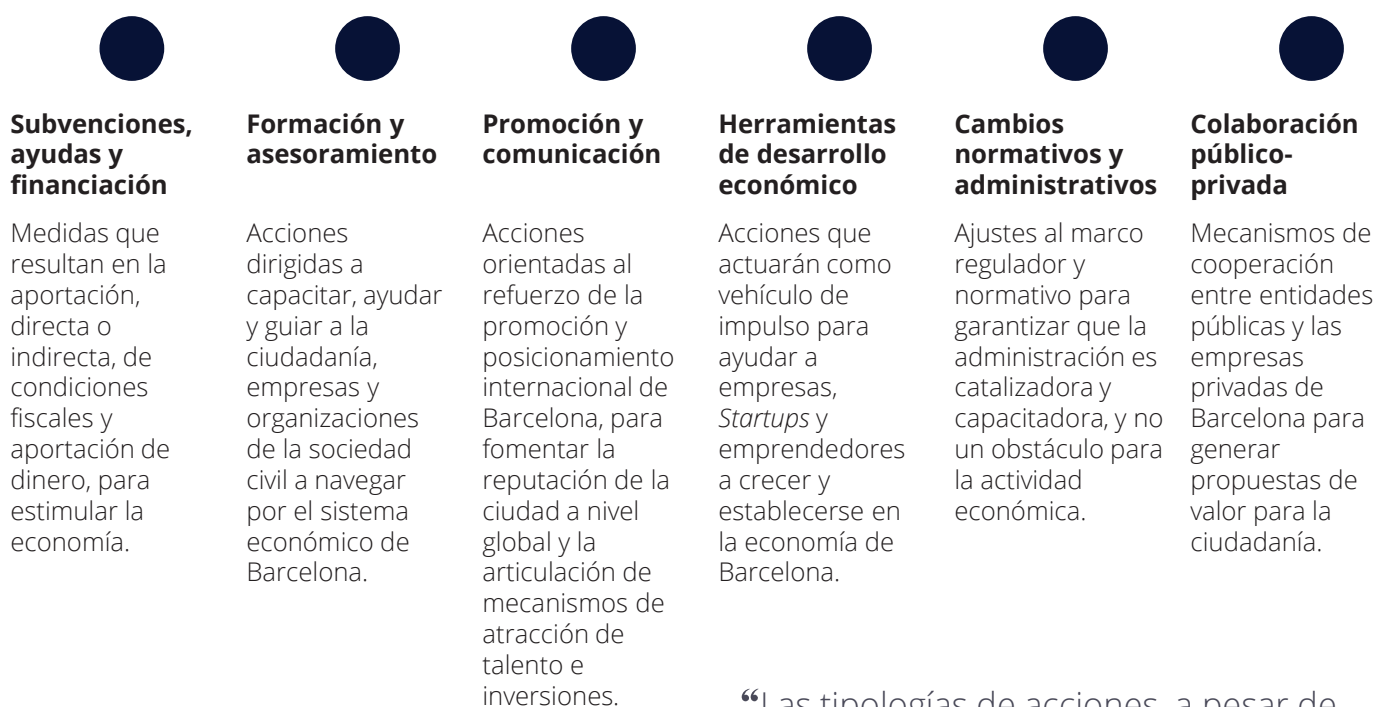 Subvenciones,
ayudas y
financiación
Medidas que
resultan en la
aportación,
directa o
indirecta, de
condiciones
fiscales y
aportación de
dinero, para
estimular la
economía.
Formación y
asesoramiento
Acciones
dirigidas a
capacitar, ayudar
y guiar a la
ciudadanía,
empresas y
organizaciones
de la sociedad
civil a navegar
por el sistema
económico de
Barcelona.
Promoción y
comunicación
Acciones
orientadas al
refuerzo de la
promoción y
posicionamiento
internacional de
Barcelona, para
fomentar la
reputación de la
ciudad a nivel
global y la
articulación de
mecanismos de
atracción de
talento e
inversiones.
Herramientas
de desarrollo
económico
Acciones que
actuarán como
vehículo de
impulso para
ayudar a
empresas,
Startups y
emprendedores
a crecer y
establecerse en
la economía de
Barcelona.
Cambios
normativos y
administrativos
Ajustes al marco
regulador y
normativo para
garantizar que la
administración es
catalizadora y
capacitadora, y no
un obstáculo para
la actividad
económica.
Colaboración
público-
privada
Mecanismos de
cooperación
entre entidades
públicas y las
empresas
privadas de
Barcelona para
generar
propuestas de
valor para la
ciudadanía.
“Las tipologías de acciones, a pesar de